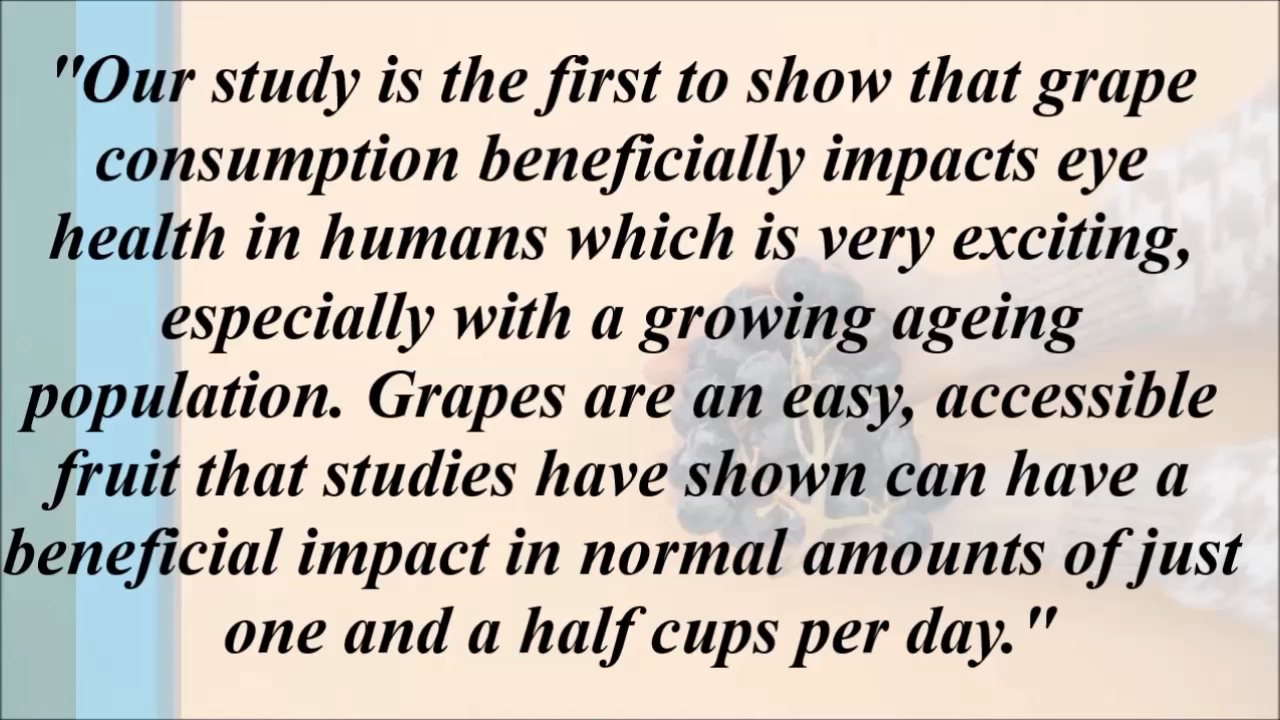 "Our study is the first to show that grape
consumption beneficially impacts eye
health in humans which is very exciting,
especially with a growing ageing
population. Grapes are an easy, accessible
fruit that studies have shown can have a
beneficial impact in normal amounts of just
one and a half cups per day."